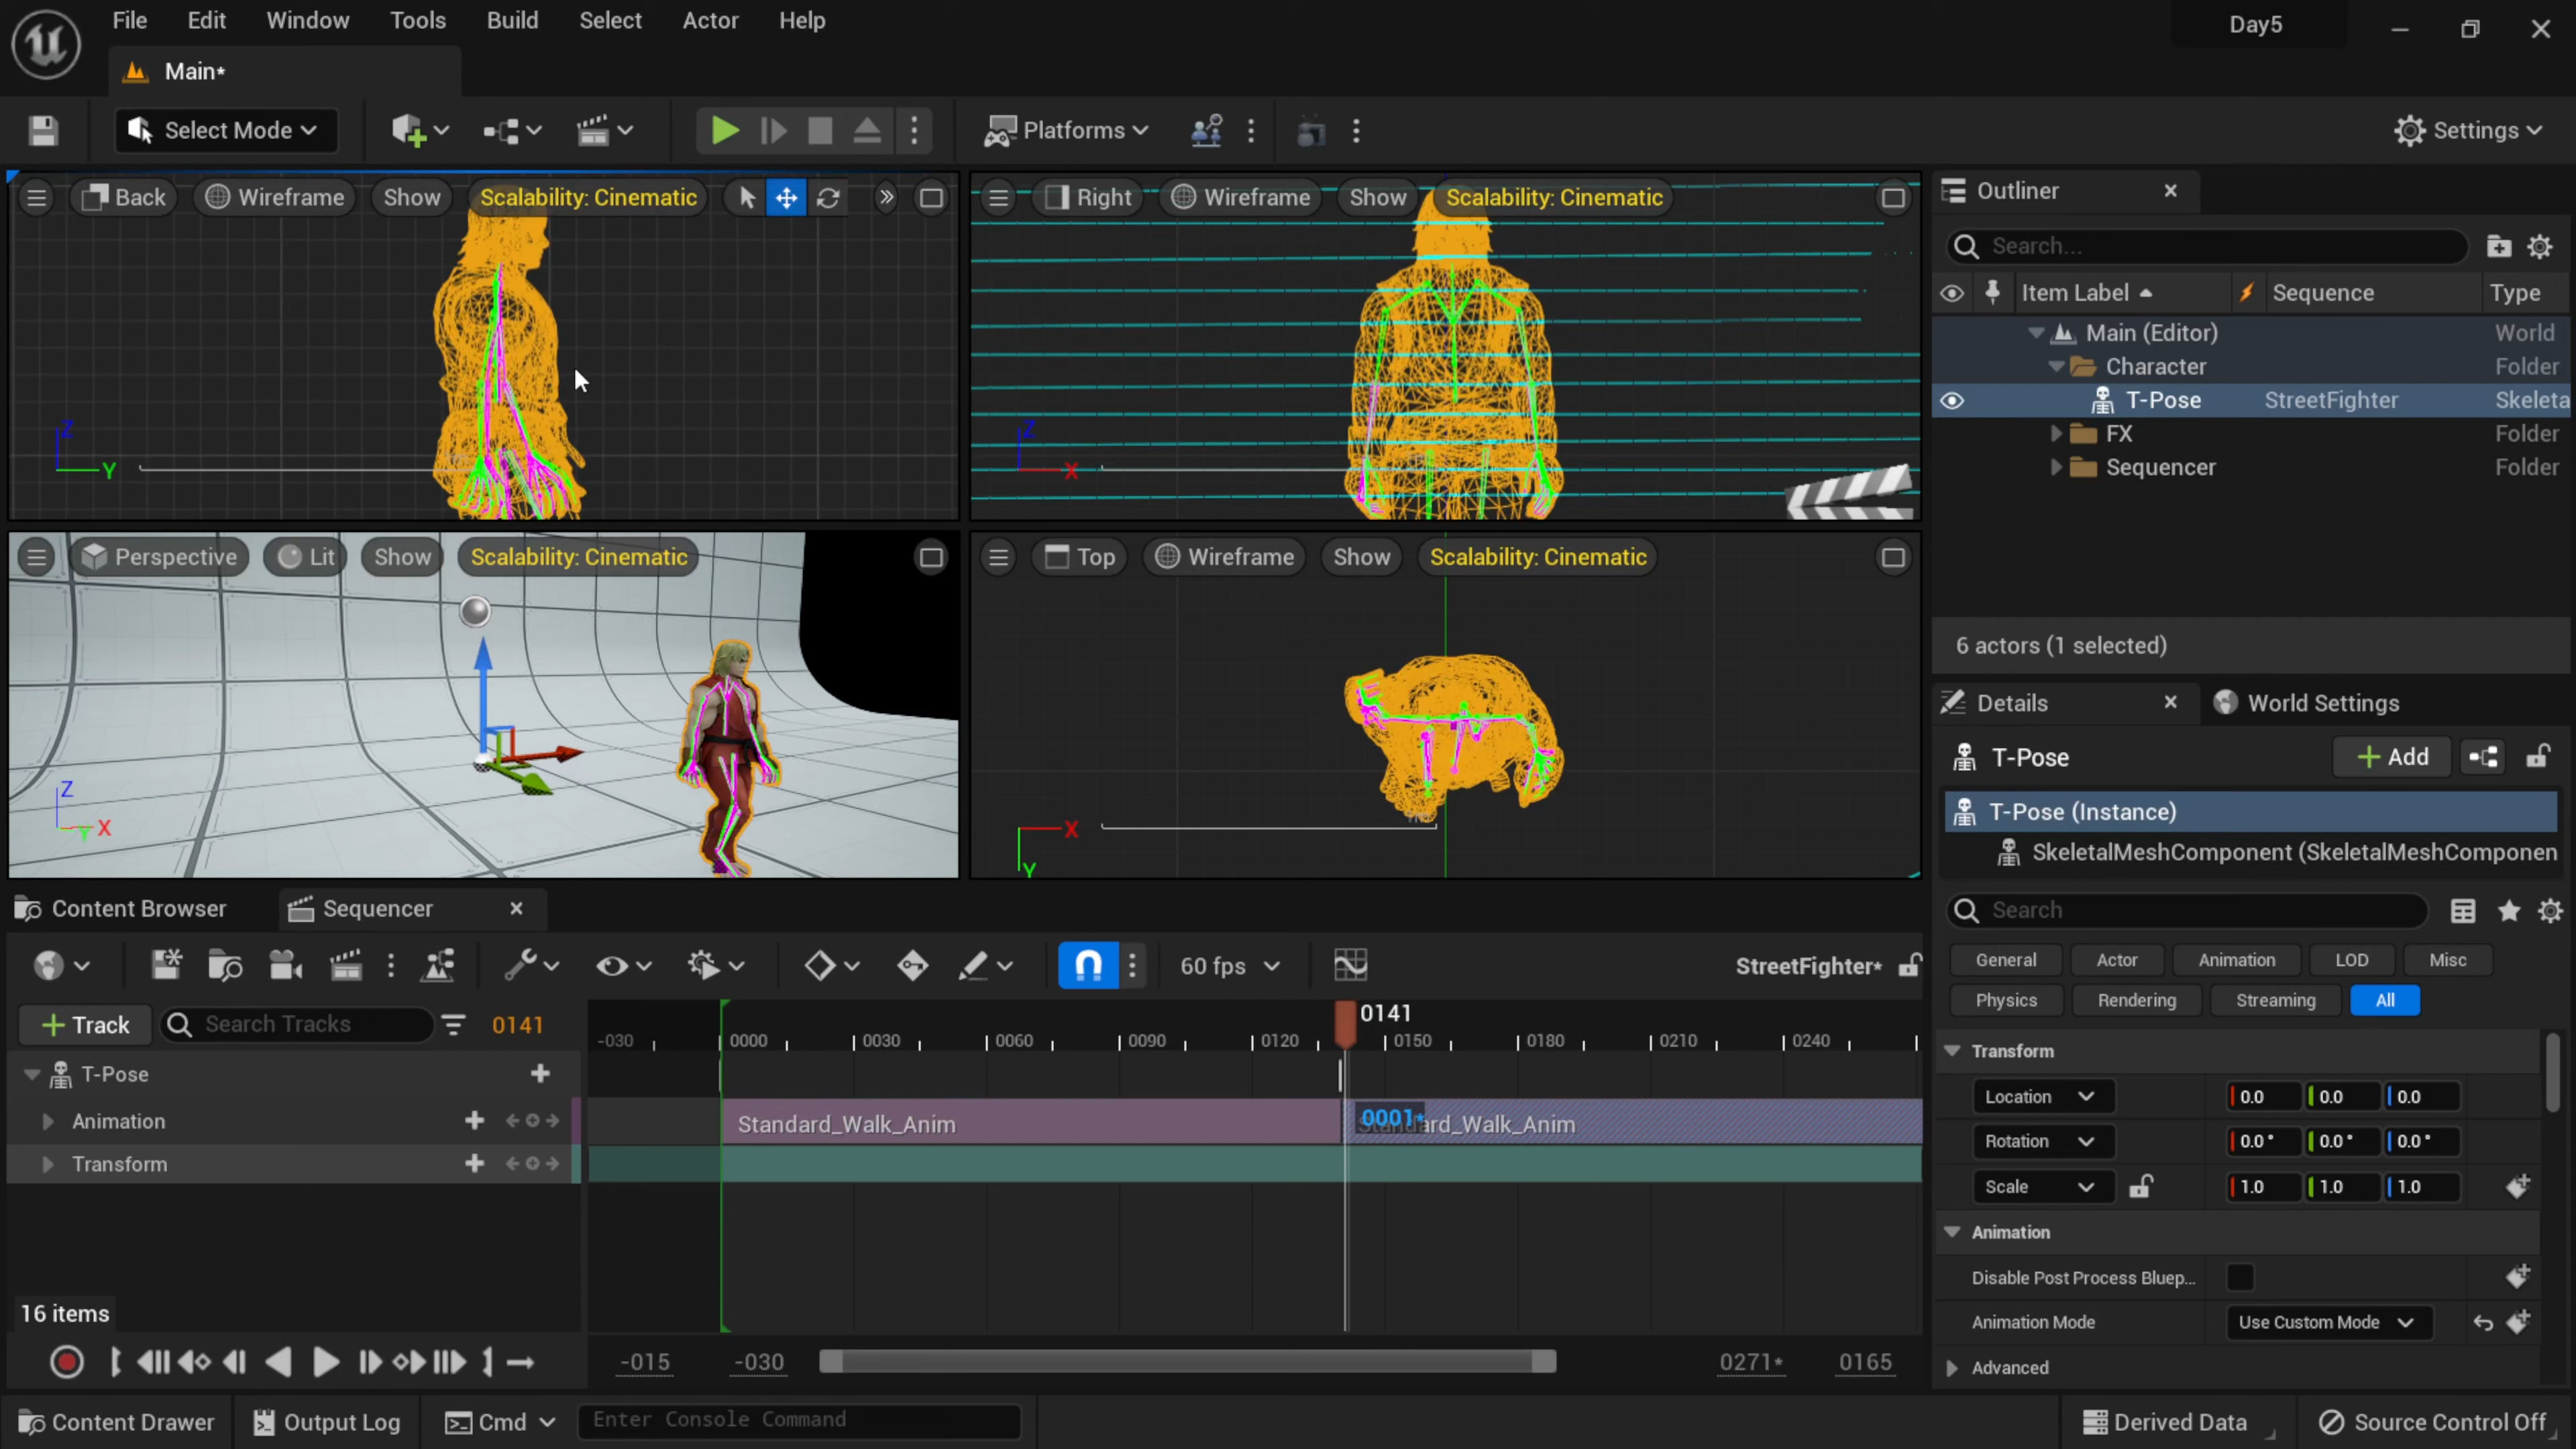 File Edit Window Tools Build Select Actor Help
Day5
Main*
Select Mode
Platforms
Settings
Back Wireframe Show Scalability: Cinematic
Z
Y
Right Wireframe Show Scalability: Cinematic
Z
X
Perspective Lit Show Scalability: Cinematic
Z
Y X
Top Wireframe Show Scalability: Cinematic
X
Y
Outliner
Search...
Item Label Sequence Type
Main (Editor) World
Character Folder
T-Pose StreetFighter Skeleta
FX Folder
Sequencer Folder
6 actors (1 selected)
Details World Settings
T-Pose Add
T-Pose (Instance)
SkeletalMeshComponent (SkeletalMeshComponen
Search
General Actor Animation LOD Misc
Physics Rendering Streaming All
Transform
Location 0.0 0.0 0.0
Rotation 0.0° 0.0° 0.0°
Scale 1.0 1.0 1.0
Animation
Disable Post Process Bluep...
Animation Mode Use Custom Mode
Advanced
Content Browser Sequencer
60 fps StreetFighter*
+ Track Search Tracks 0141
0141
-030 0000 0030 0060 0090 0120 0150 0180 0210 0240
T-Pose
Animation
Standard_Walk_Anim 0001* Standard_Walk_Anim
Transform
16 items
-015 -030 0271* 0165
Content Drawer Output Log Cmd Enter Console Command
Derived Data Source Control Off